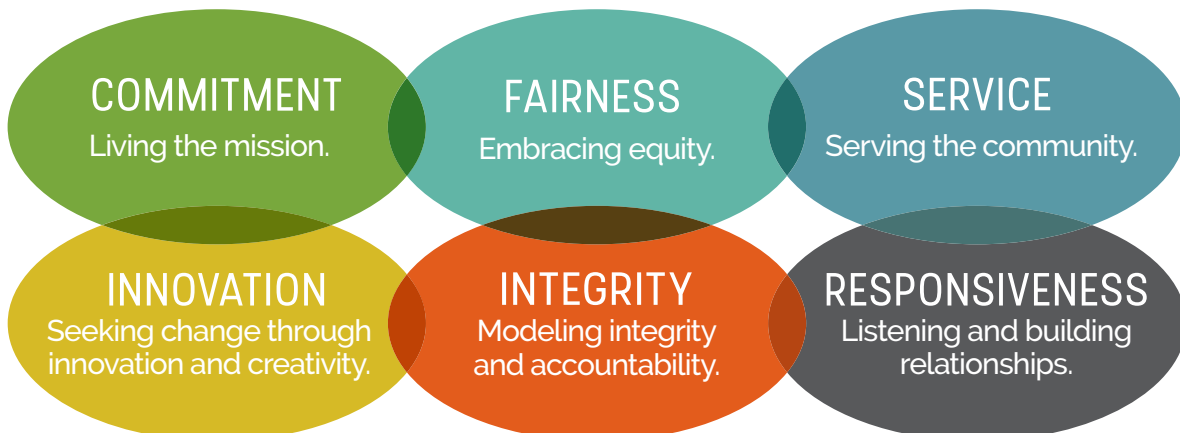 COMMITMENT
Living the mission.
FAIRNESS
Embracing equity.
SERVICE
Serving the community.
INNOVATION
Seeking change through
innovation and creativity.
INTEGRITY
Modeling integrity
and accountability.
RESPONSIVENESS
Listening and building
relationships.